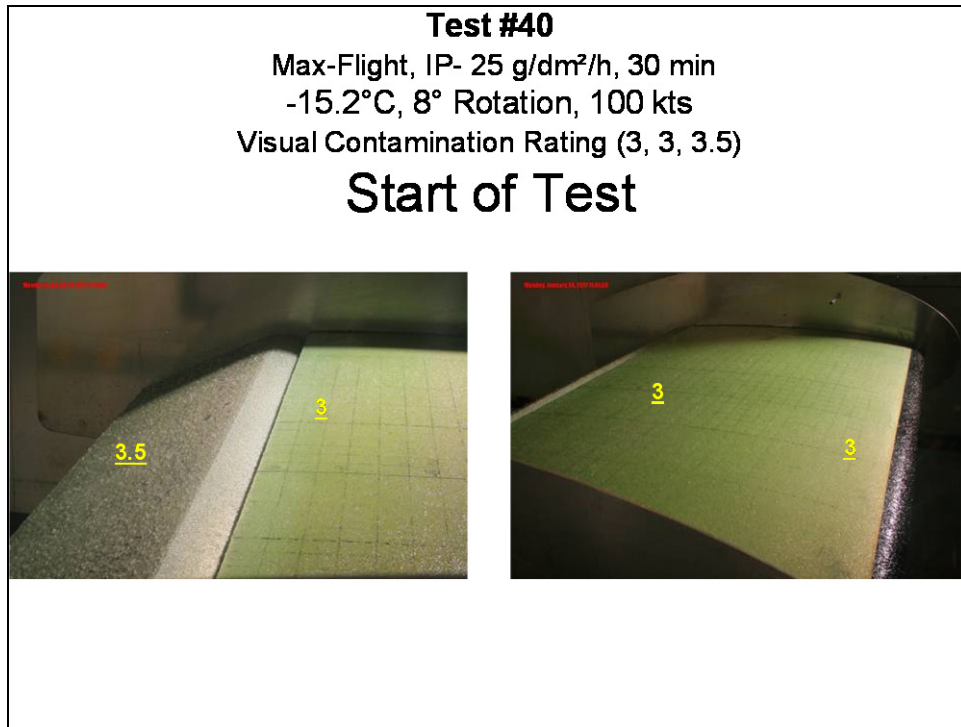 Test #40
Max-Flight, IP- 25 g/dm²/h, 30 min
-15.2°C, 8° Rotation, 100 kts
Visual Contamination Rating (3, 3, 3.5)
Start of Test
3
3.5
3
3